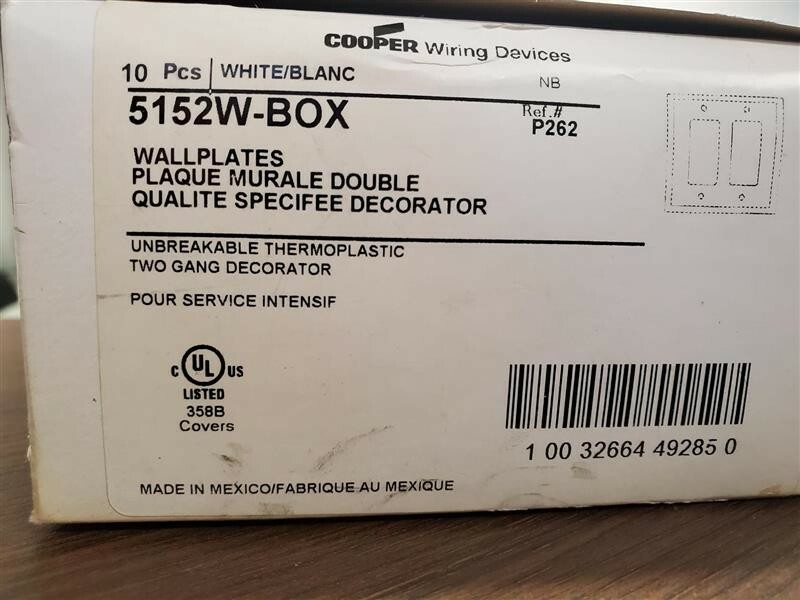 COOPER Wiring Devices
10 Pcs | WHITE/BLANC
NB
5152W-BOX
Ref.#
P262
WALLPLATES
PLAQUE MURALE DOUBLE
QUALITE SPECIFEE DECORATOR
UNBREAKABLE THERMOPLASTIC
TWO GANG DECORATOR
POUR SERVICE INTENSIF
C UL US
LISTED
358B
Covers
1 00 32664 49285 0
MADE IN MEXICO/FABRIQUE AU MEXIQUE